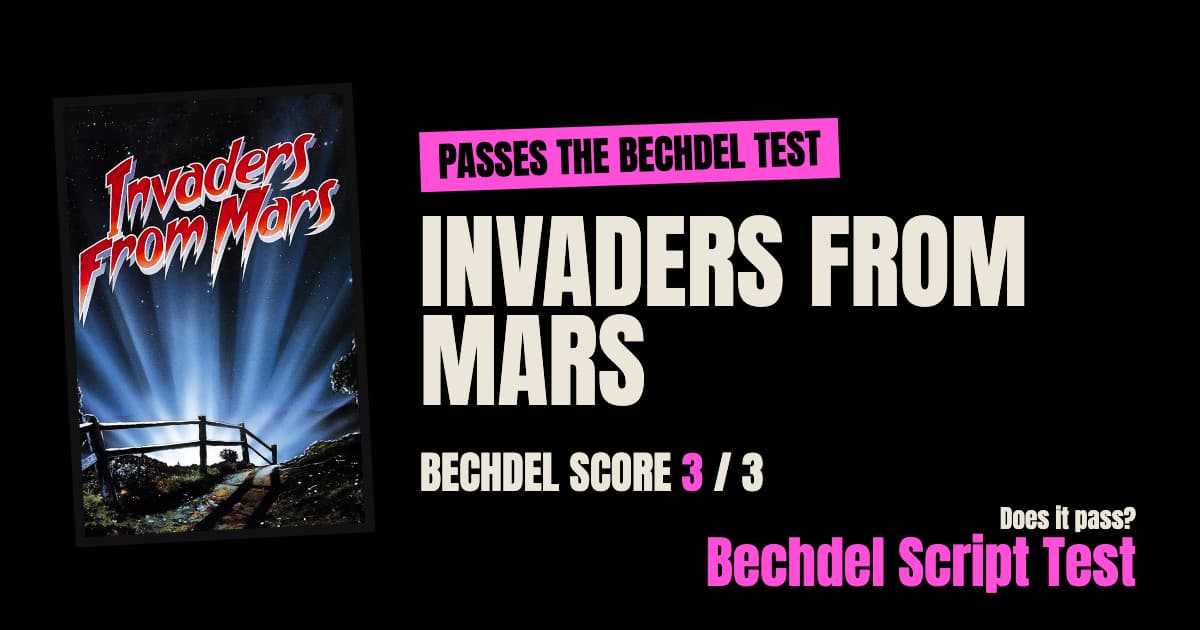 Invaders
From Mars
PASSES THE BECHDEL TEST
INVADERS FROM
MARS
BECHDEL SCORE 3 / 3
Does it pass?
Bechdel Script Test